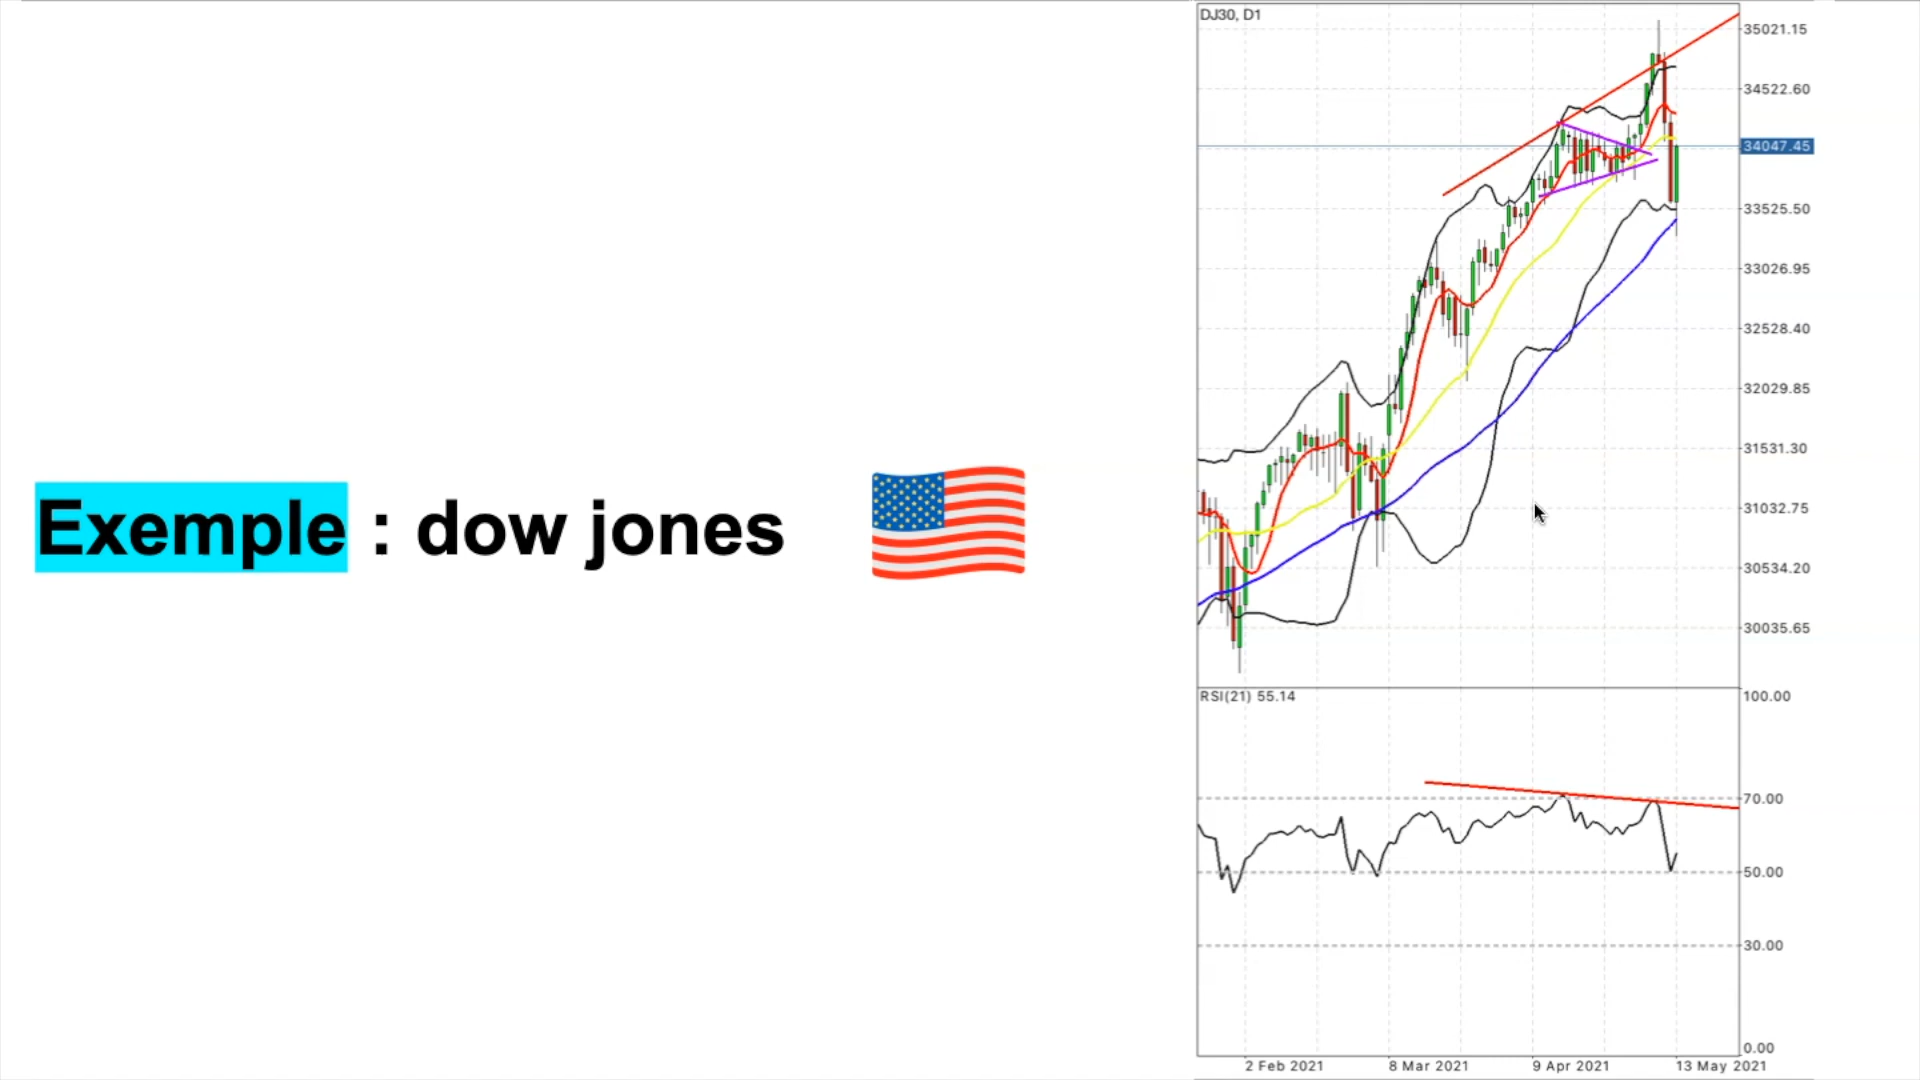 Exemple : dow jones
DJ30, D1
35021.15
34522.60
34047.45
33525.50
33026.95
32528.40
32029.85
31531.30
31032.75
30534.20
30035.65
RSI(21) 55.14
100.00
70.00
50.00
30.00
0.00
2 Feb 2021
8 Mar 2021
9 Apr 2021
13 May 2021